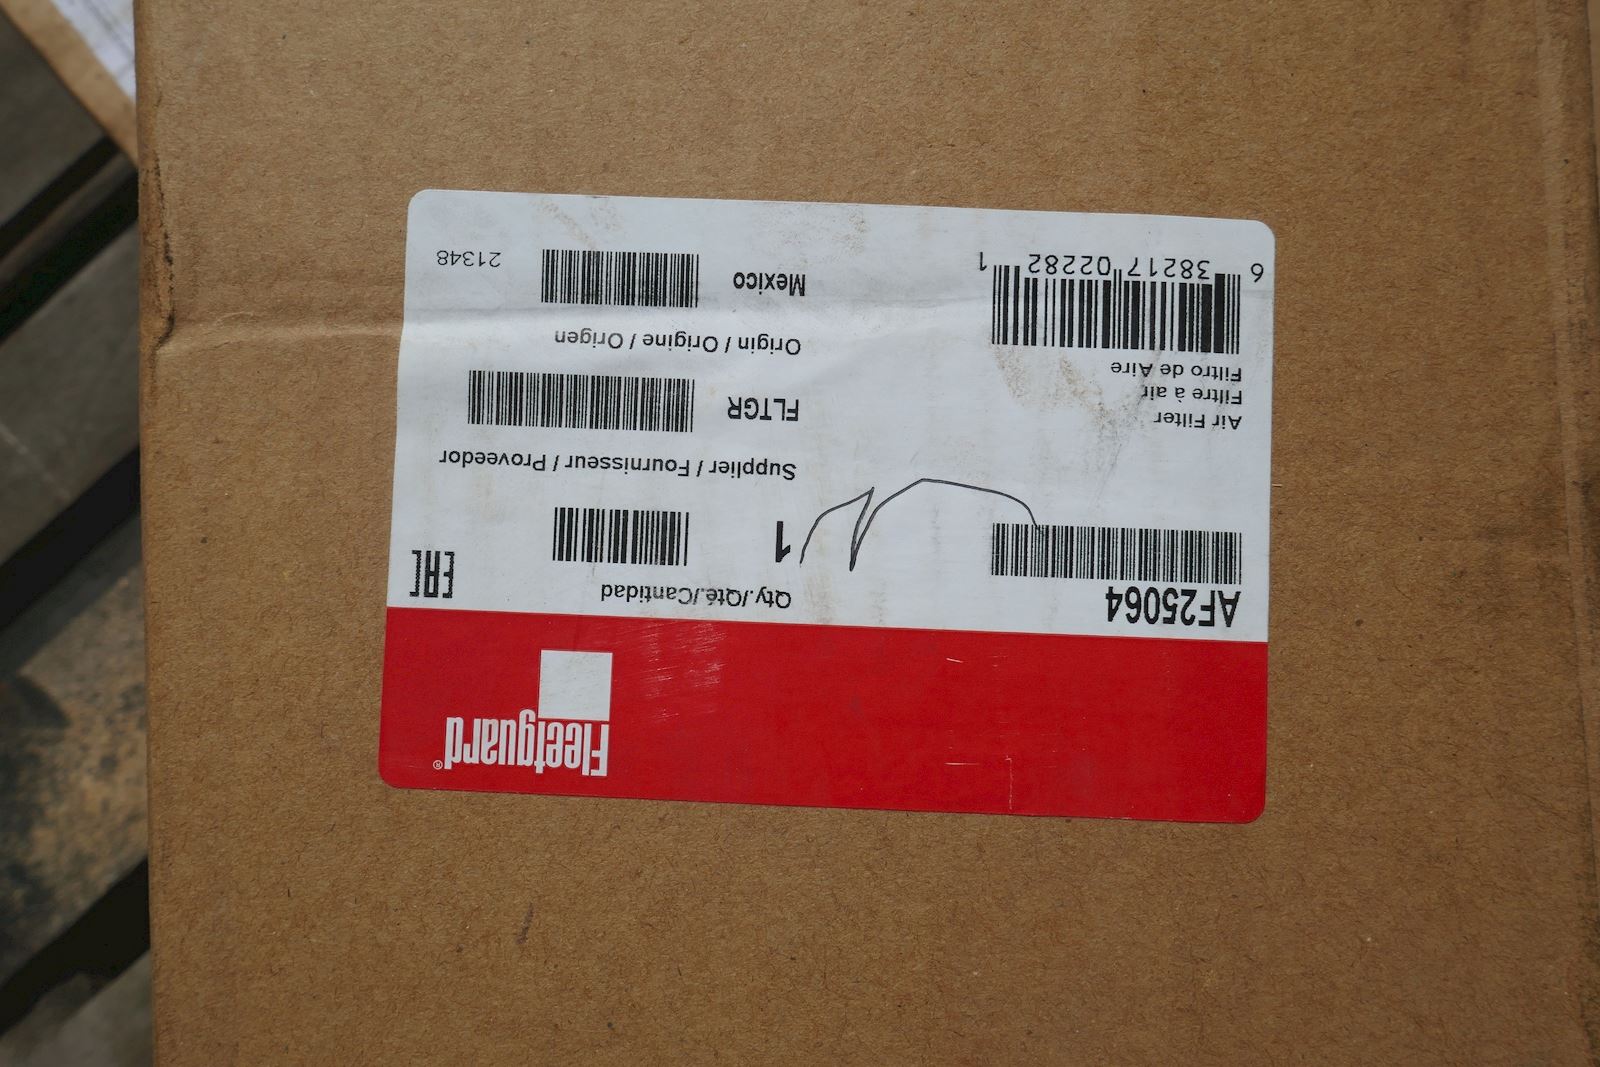 Fleetguard®
AF25064
Air Filter
Filtre à air
Filtro de Aire
6 38217 02282 1
Qty./Qté./Cantidad
1
EAC
Supplier / Fournisseur / Proveedor
FLTGR
Origin / Origine / Origen
Mexico
21348